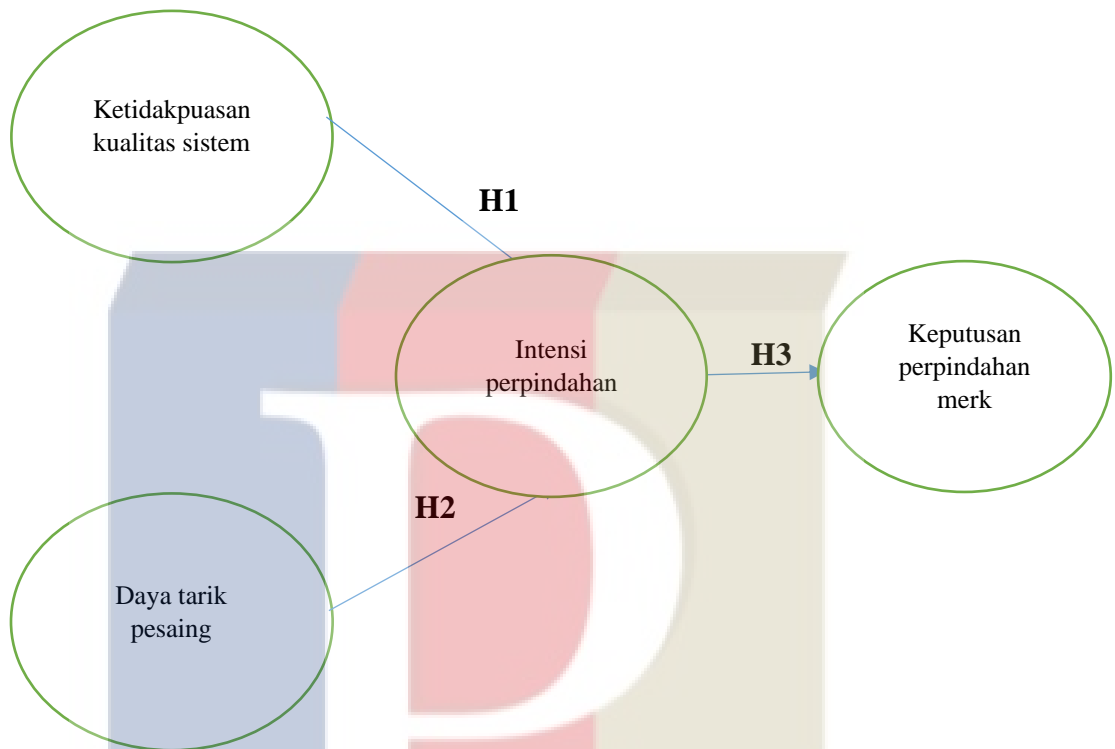 Ketidakpuasan
kualitas sistem
H1
Intensi
perpindahan
H3
Keputusan
perpindahan
merk
H2
Daya tarik
pesaing